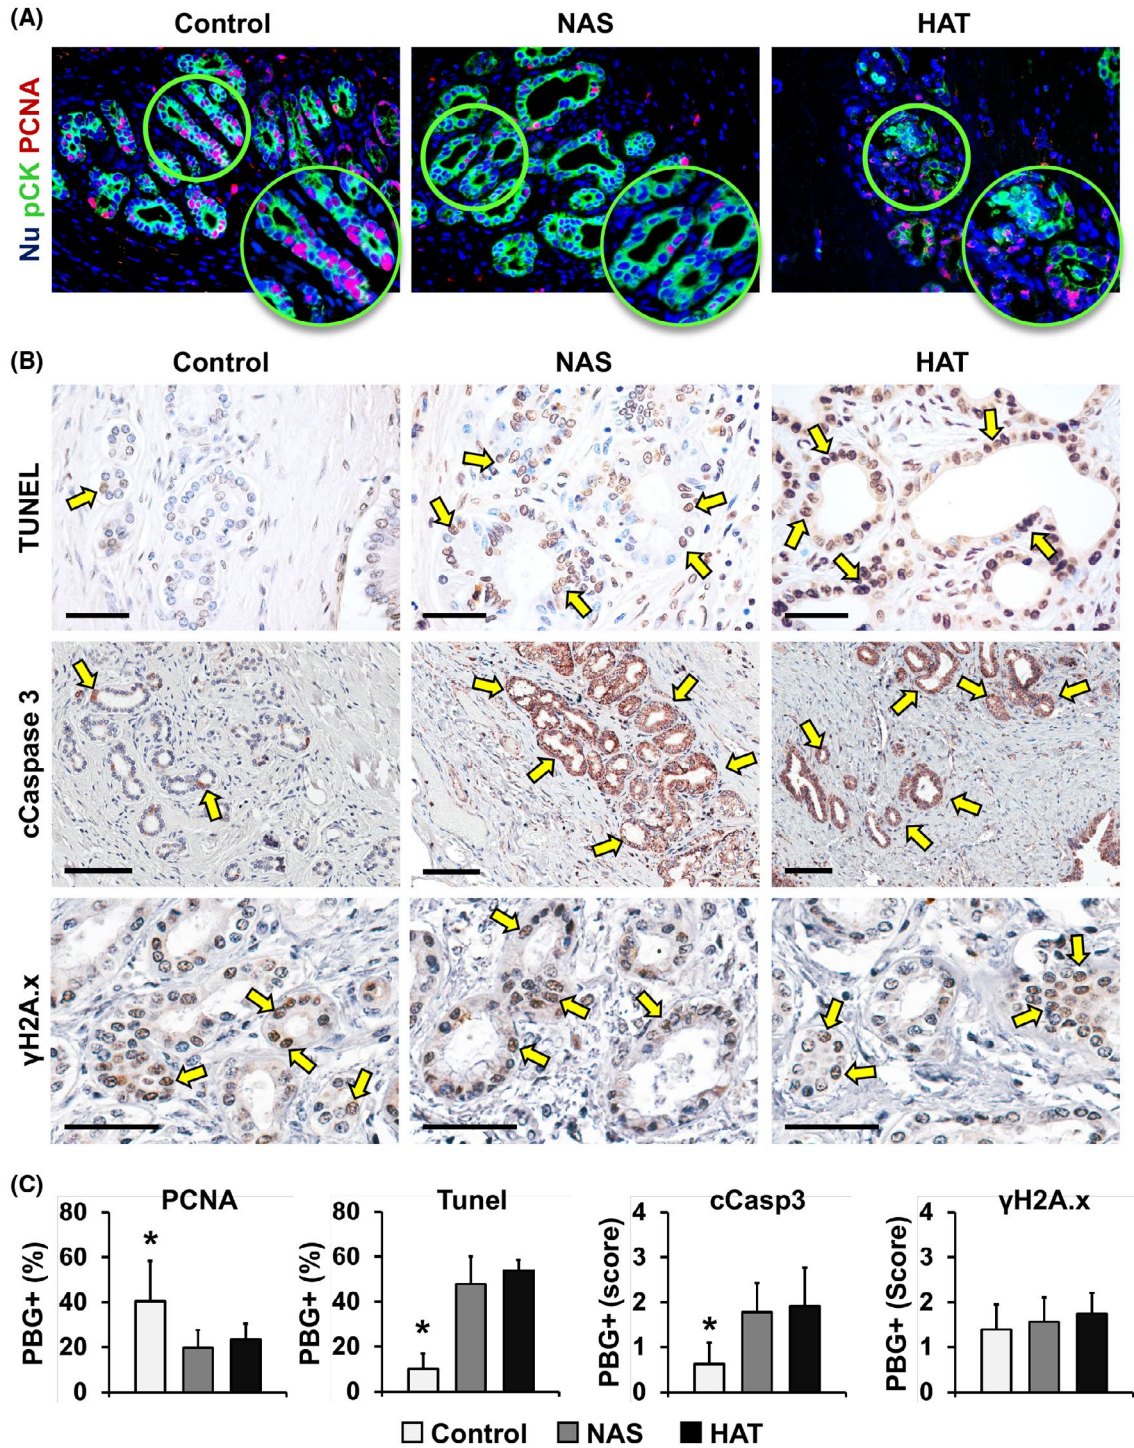 (A)
Control NAS HAT
Nu pCK PCNA
(B)
Control NAS HAT
TUNEL
cCaspase 3
γH2A.x
(C)
PCNA
PBG+ (%)
80
60
40
20
0
*
Tunel
PBG+ (%)
80
60
40
20
0
*
cCasp3
PBG+ (score)
4
3
2
1
0
*
γH2A.x
PBG+ (Score)
4
3
2
1
0
Control NAS HAT